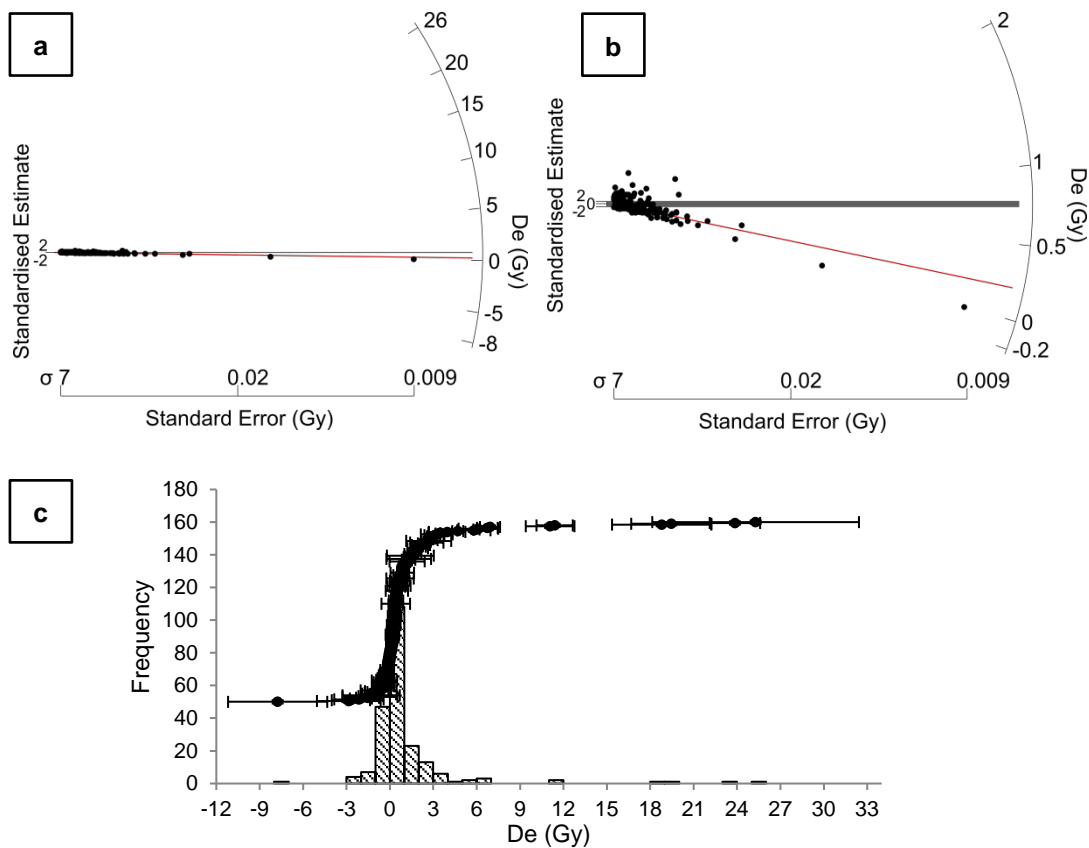 a
26
20
15
10
5
0
-5
-8
De (Gy)
Standardised Estimate
2
-2
σ 7
0.02
0.009
Standard Error (Gy)
b
2
1
0.5
0
-0.2
De (Gy)
Standardised Estimate
2
0
-2
σ 7
0.02
0.009
Standard Error (Gy)
c
Frequency
180
160
140
120
100
80
60
40
20
0
-12 -9 -6 -3 0 3 6 9 12 15 18 21 24 27 30 33
De (Gy)